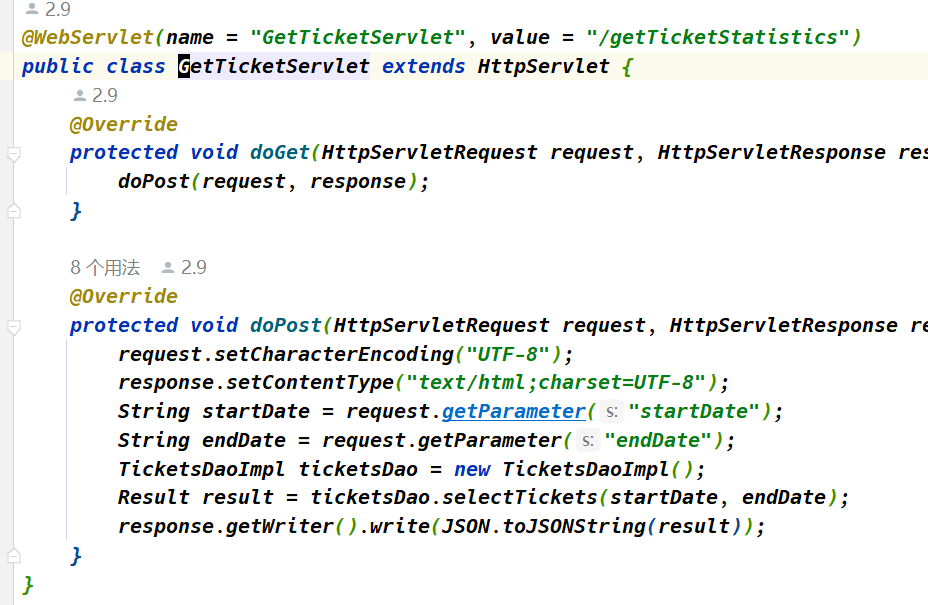 2.9
@WebServlet(name = "GetTicketServlet", value = "/getTicketStatistics")
public class GetTicketServlet extends HttpServlet {
2.9
@Override
protected void doGet(HttpServletRequest request, HttpServletResponse res
doPost(request, response);
}
8 个用法 2.9
@Override
protected void doPost(HttpServletRequest request, HttpServletResponse re
request.setCharacterEncoding("UTF-8");
response.setContentType("text/html;charset=UTF-8");
String startDate = request.getParameter( s: "startDate");
String endDate = request.getParameter( s: "endDate");
TicketsDaoImpl ticketsDao = new TicketsDaoImpl();
Result result = ticketsDao.selectTickets(startDate, endDate);
response.getWriter().write(JSON.toJSONString(result));
}
}